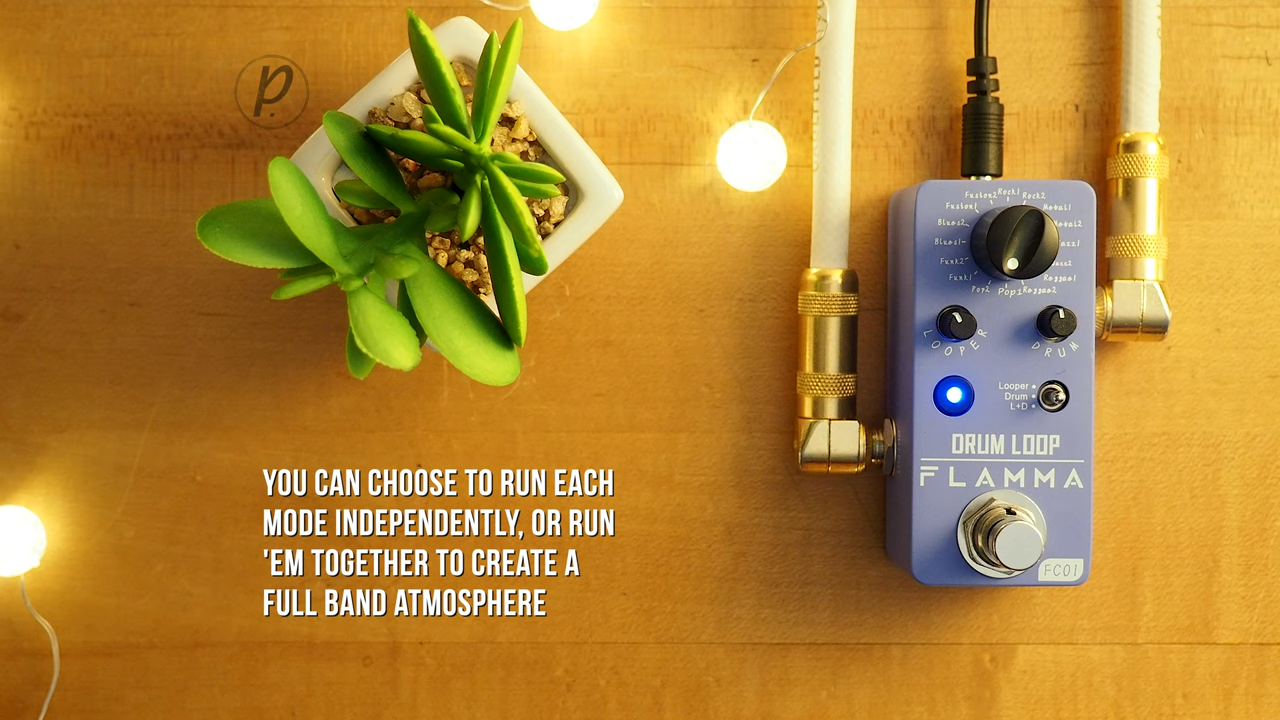 p.
YOU CAN CHOOSE TO RUN EACH
MODE INDEPENDENTLY, OR RUN
'EM TOGETHER TO CREATE A
FULL BAND ATMOSPHERE
Fusion2 Rock1 Rock2
Fusion1 Metal1
Blues2 Metal2
Blues1 Jazz1
Funk2 Jazz2
Funk1 Reggae1
Pop2 Pop1 Reggae2
LOOPER DRUM
Looper
Drum
L+D
DRUM LOOP
FLAMMA
FC01